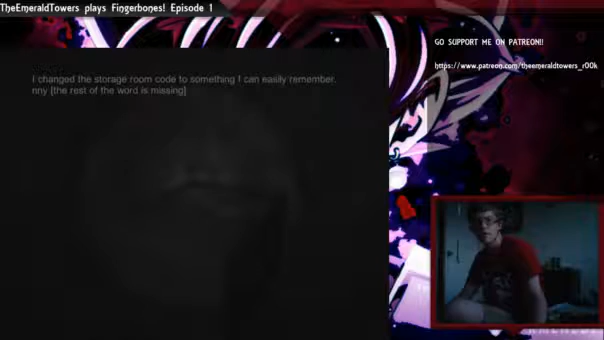 TheEmeraldTowers plays Fingerbones! Episode 1
GO SUPPORT ME ON PATREON!!
https://www.patreon.com/theemeraldtowers_r00k
I changed the storage room code to something I can easily remember.
nny [the rest of the word is missing]